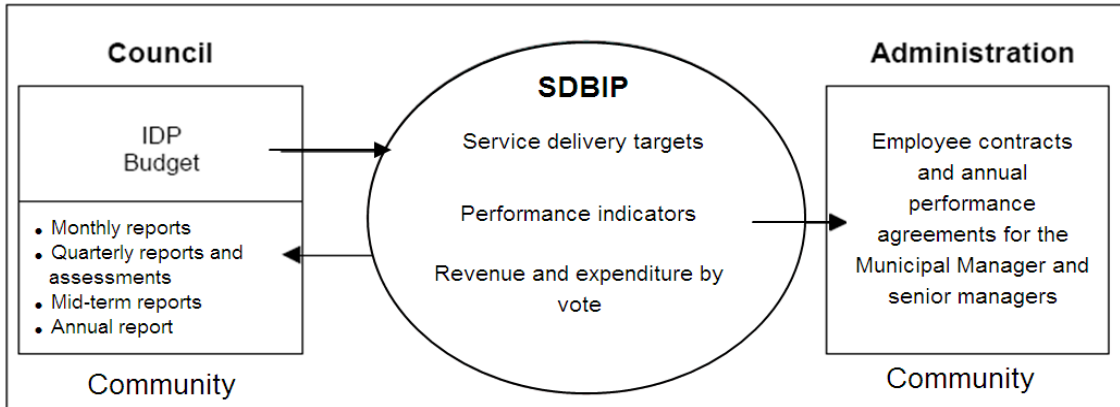 Council
IDP
Budget
• Monthly reports
• Quarterly reports and
assessments
• Mid-term reports
• Annual report
Community
SDBIP
Service delivery targets
Performance indicators
Revenue and expenditure by
vote
Administration
Employee contracts
and annual
performance
agreements for the
Municipal Manager and
senior managers
Community